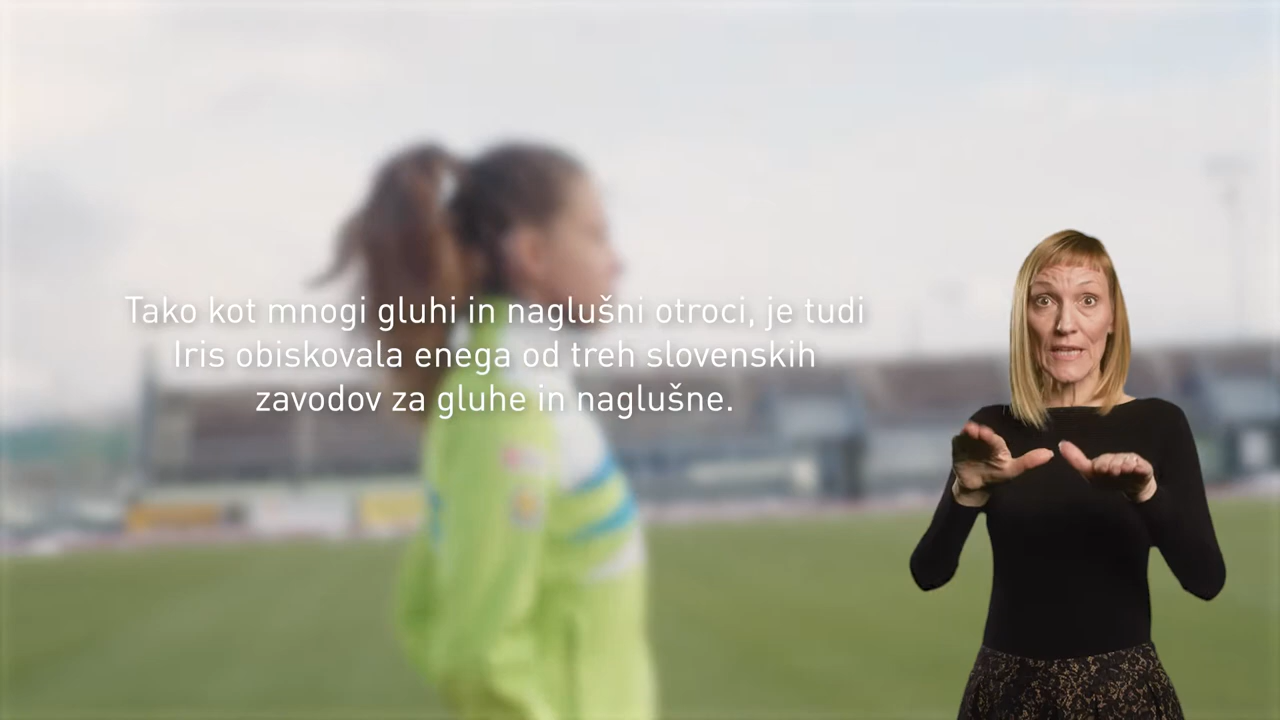 Tako kot mnogi gluhi in naglušni otroci, je tudi
Iris obiskovala enega od treh slovenskih
zavodov za gluhe in naglušne.